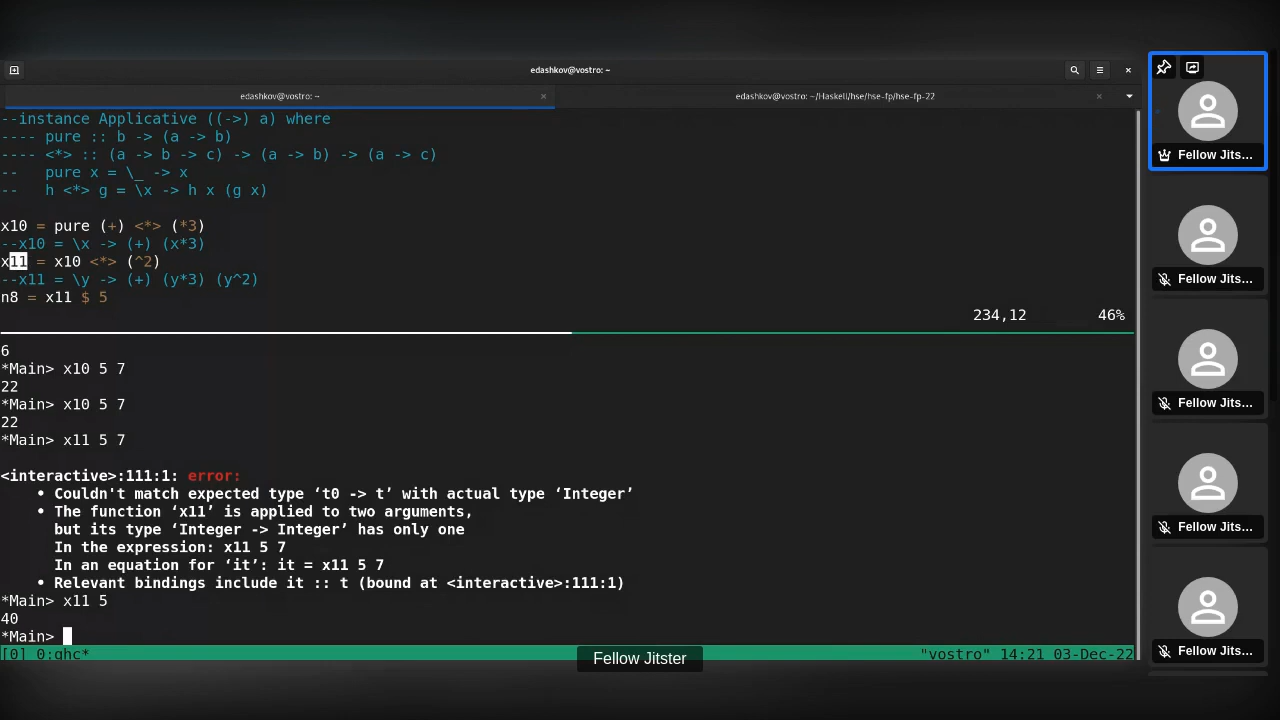 edashkov@vostro: ~
edashkov@vostro: ~
edashkov@vostro: ~/Haskell/hse/hse-fp/hse-fp-22
--instance Applicative ((->) a) where
---- pure :: b -> (a -> b)
---- <*> :: (a -> b -> c) -> (a -> b) -> (a -> c)
--   pure x = \_ -> x
--   h <*> g = \x -> h x (g x)
x10 = pure (+) <*> (*3)
--x10 = \x -> (+) (x*3)
x11 = x10 <*> (^2)
--x11 = \y -> (+) (y*3) (y^2)
n8 = x11 $ 5
234,12 46%
6
*Main> x10 5 7
22
*Main> x10 5 7
22
*Main> x11 5 7
<interactive>:111:1: error:
• Couldn't match expected type ‘t0 -> t’ with actual type ‘Integer’
• The function ‘x11’ is applied to two arguments,
but its type ‘Integer -> Integer’ has only one
In the expression: x11 5 7
In an equation for ‘it’: it = x11 5 7
• Relevant bindings include it :: t (bound at <interactive>:111:1)
*Main> x11 5
40
*Main>
[0] 0:ghc* "vostro" 14:21 03-Dec-22
Fellow Jitster
Fellow Jits...
Fellow Jits...
Fellow Jits...
Fellow Jits...
Fellow Jits...